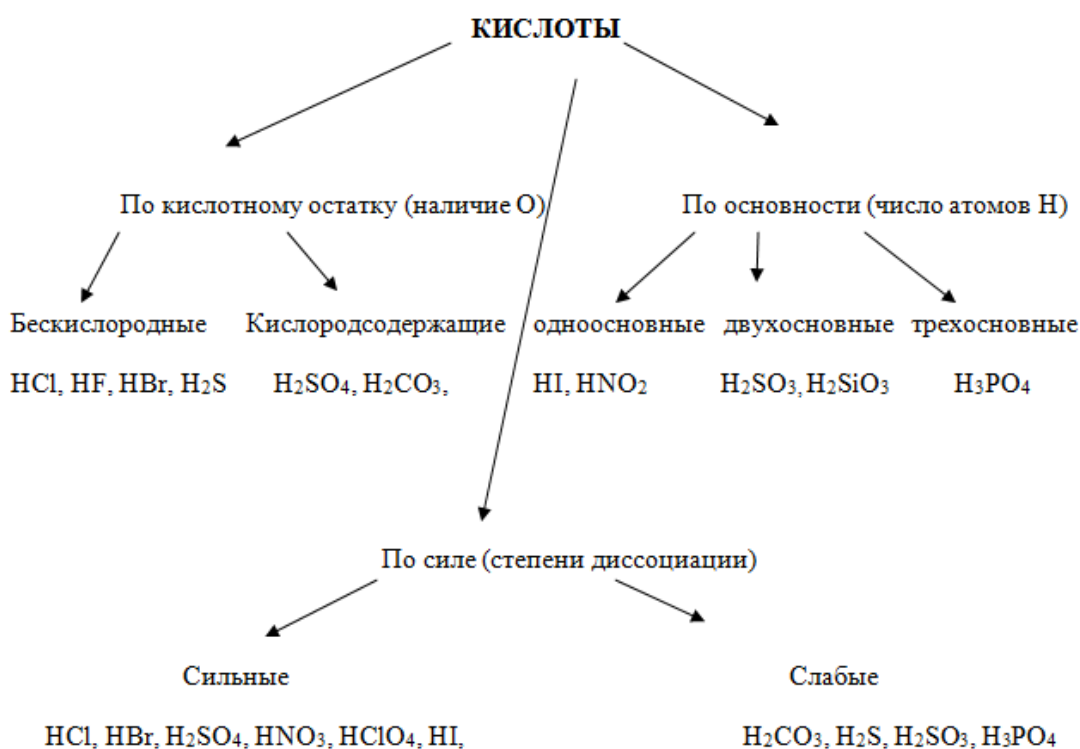 КИСЛОТЫ
По кислотному остатку (наличие О) По основности (число атомов Н)
Бескислородные Кислородсодержащие одноосновные двухосновные трехосновные
HCl, HF, HBr, H₂S H₂SO₄, H₂CO₃, HI, HNO₂ H₂SO₃, H₂SiO₃ H₃PO₄
По силе (степени диссоциации)
Сильные Слабые
HCl, HBr, H₂SO₄, HNO₃, HClO₄, HI, H₂CO₃, H₂S, H₂SO₃, H₃PO₄